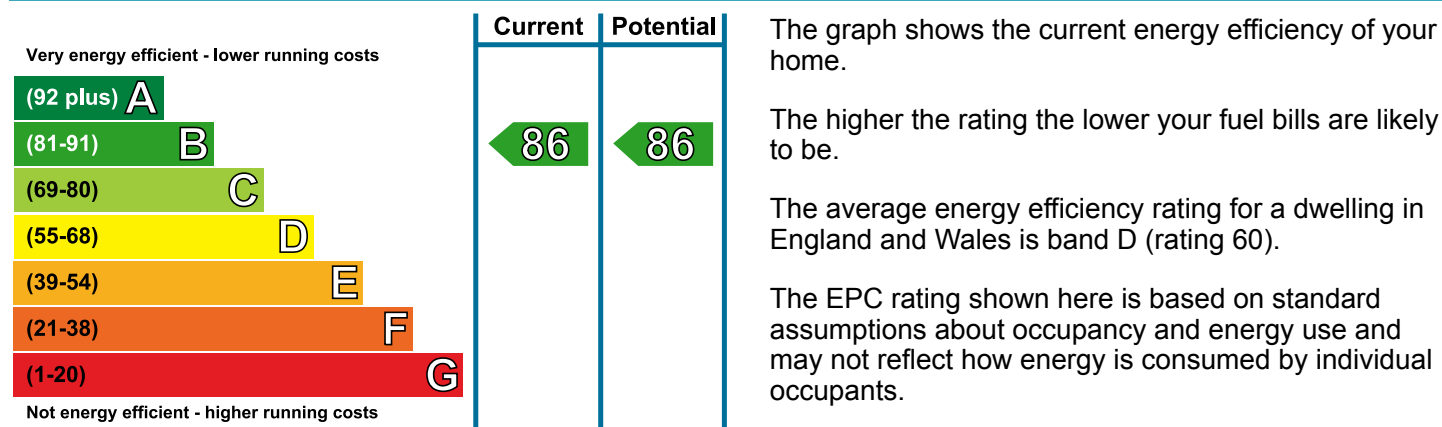 Current Potential
Very energy efficient - lower running costs
(92 plus) A
(81-91) B
86 86
(69-80) C
(55-68) D
(39-54) E
(21-38) F
(1-20) G
Not energy efficient - higher running costs
The graph shows the current energy efficiency of your
home.
The higher the rating the lower your fuel bills are likely
to be.
The average energy efficiency rating for a dwelling in
England and Wales is band D (rating 60).
The EPC rating shown here is based on standard
assumptions about occupancy and energy use and
may not reflect how energy is consumed by individual
occupants.